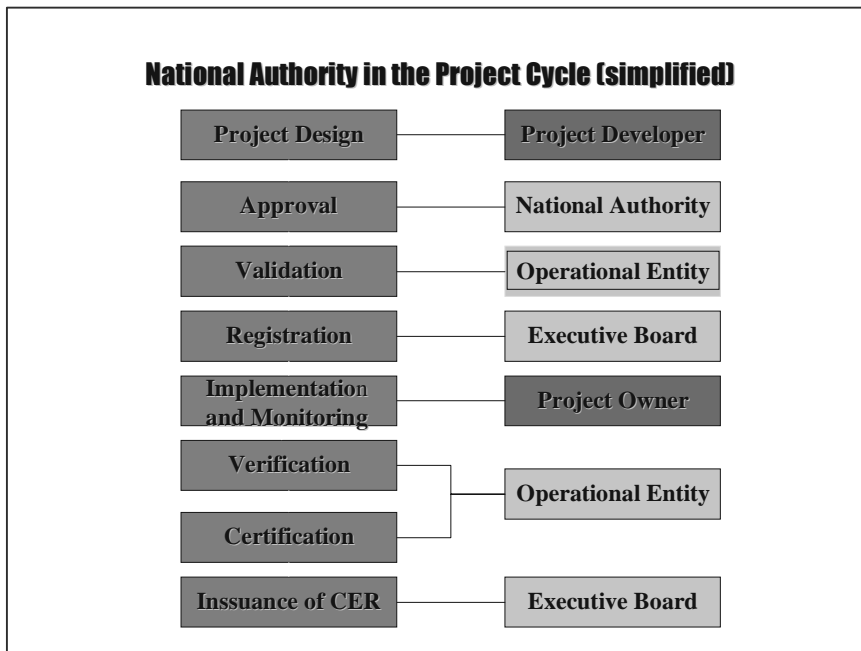 National Authority in the Project Cycle (simplified)
Project Design
Project Developer
Approval
National Authority
Validation
Operational Entity
Registration
Executive Board
Implementation
and Monitoring
Project Owner
Verification
Operational Entity
Certification
Inssuance of CER
Executive Board